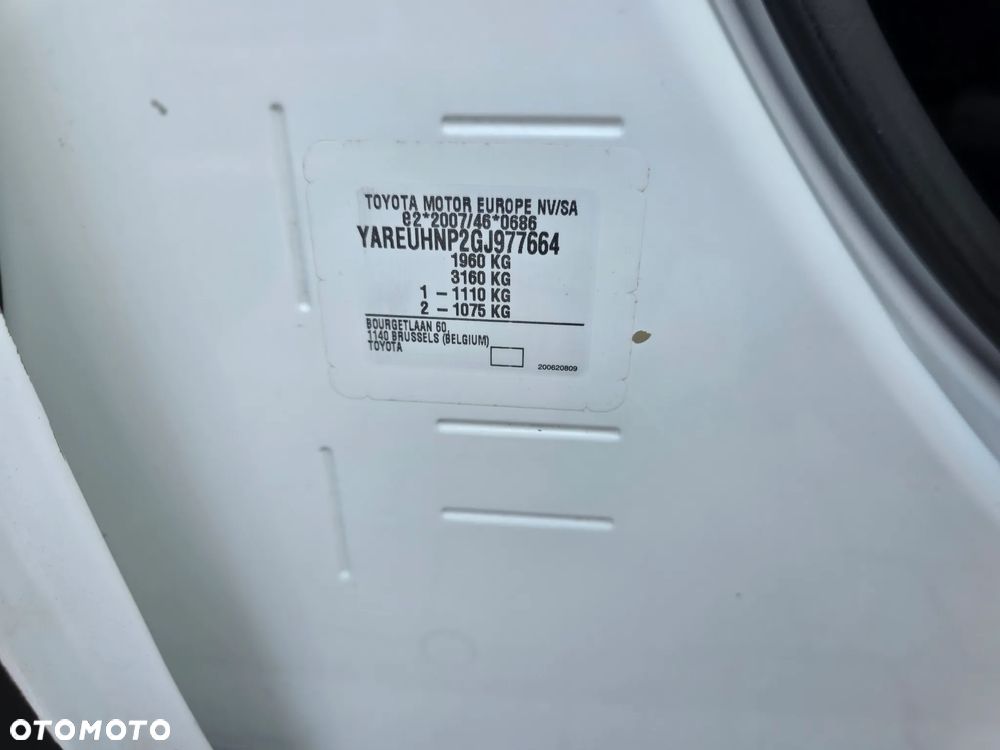 TOYOTA MOTOR EUROPE NV/SA
e2*2007/46*0686
YAREUHNP2GJ977664
1960 KG
3160 KG
1 - 1110 KG
2 - 1075 KG
BOURGETLAAN 60,
1140 BRUSSELS (BELGIUM)
TOYOTA
200620809
OTOMOTO